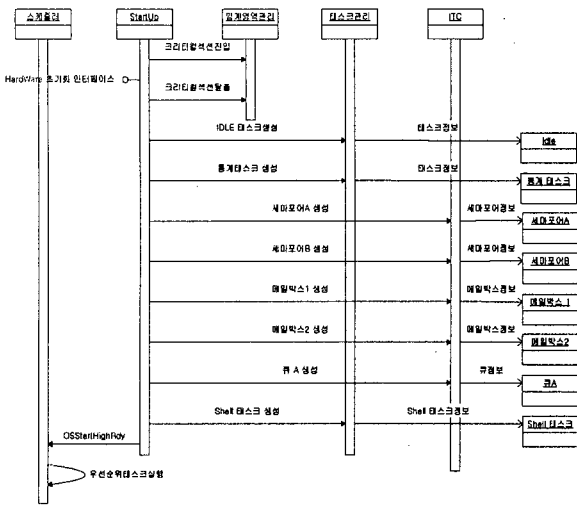 스케쥴러
StartUp
임계영역관리
태스크관리
ITC
크리티컬섹션진입
HardWare 초기화 인터페이스
크리티컬섹션탈출
IDLE 태스크생성
태스크정보
Idle
통계태스크 생성
태스크정보
통계 태스크
세마포어A 생성
세마포어정보
세마포어A
세마포어B 생성
세마포어정보
세마포어B
메일박스1 생성
메일박스정보
메일박스 1
메일박스2 생성
메일박스정보
메일박스2
큐 A 생성
큐정보
큐A
Shell 태스크 생성
Shell 태스크정보
Shell 태스크
OSStartHighRdy
우선순위태스크실행